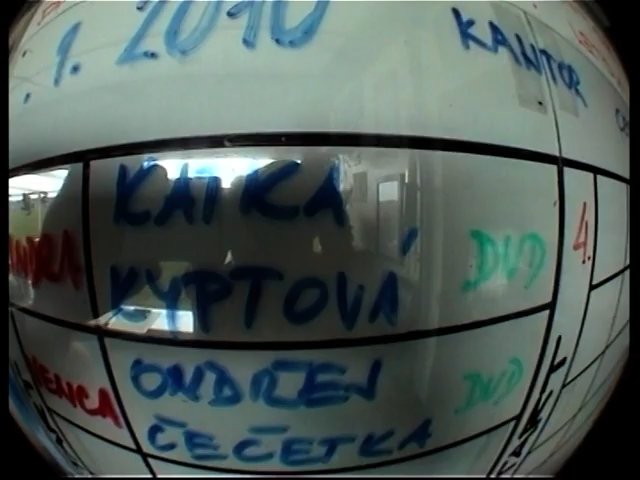 . 1. 2010
KANTOR
KATKA
KYPTOVÁ
DVD
4.
ONDŘEJ
ČEČETKA
DVD